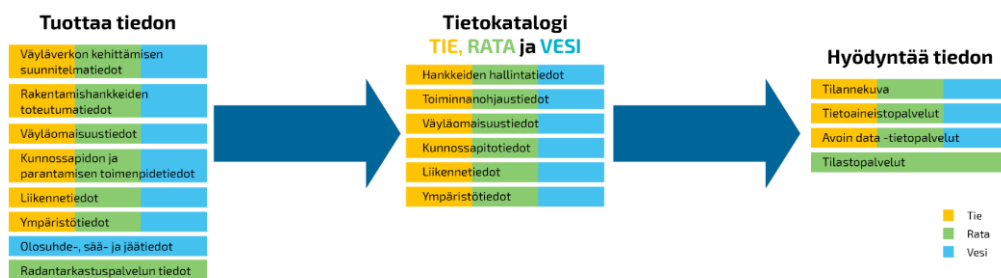 Tuottaa tiedon
Väyläverkon kehittämisen
suunnitelmatiedot
Rakentamishankkeiden
toteutumatiedot
Väyläomaisuustiedot
Kunnossapidon ja
parantamisen toimenpidetiedot
Liikennetiedot
Ympäristötiedot
Olosuhde-, sää- ja jäätiedot
Radantarkastuspalvelun tiedot
Tietokatalogi
TIE, RATA ja VESI
Hankkeiden hallintatiedot
Toiminnanohjaustiedot
Väyläomaisuustiedot
Kunnossapitotiedot
Liikennetiedot
Ympäristötiedot
Hyödyntää tiedon
Tilannekuva
Tietoaineistopalvelut
Avoin data -tietopalvelut
Tilastopalvelut
Tie
Rata
Vesi